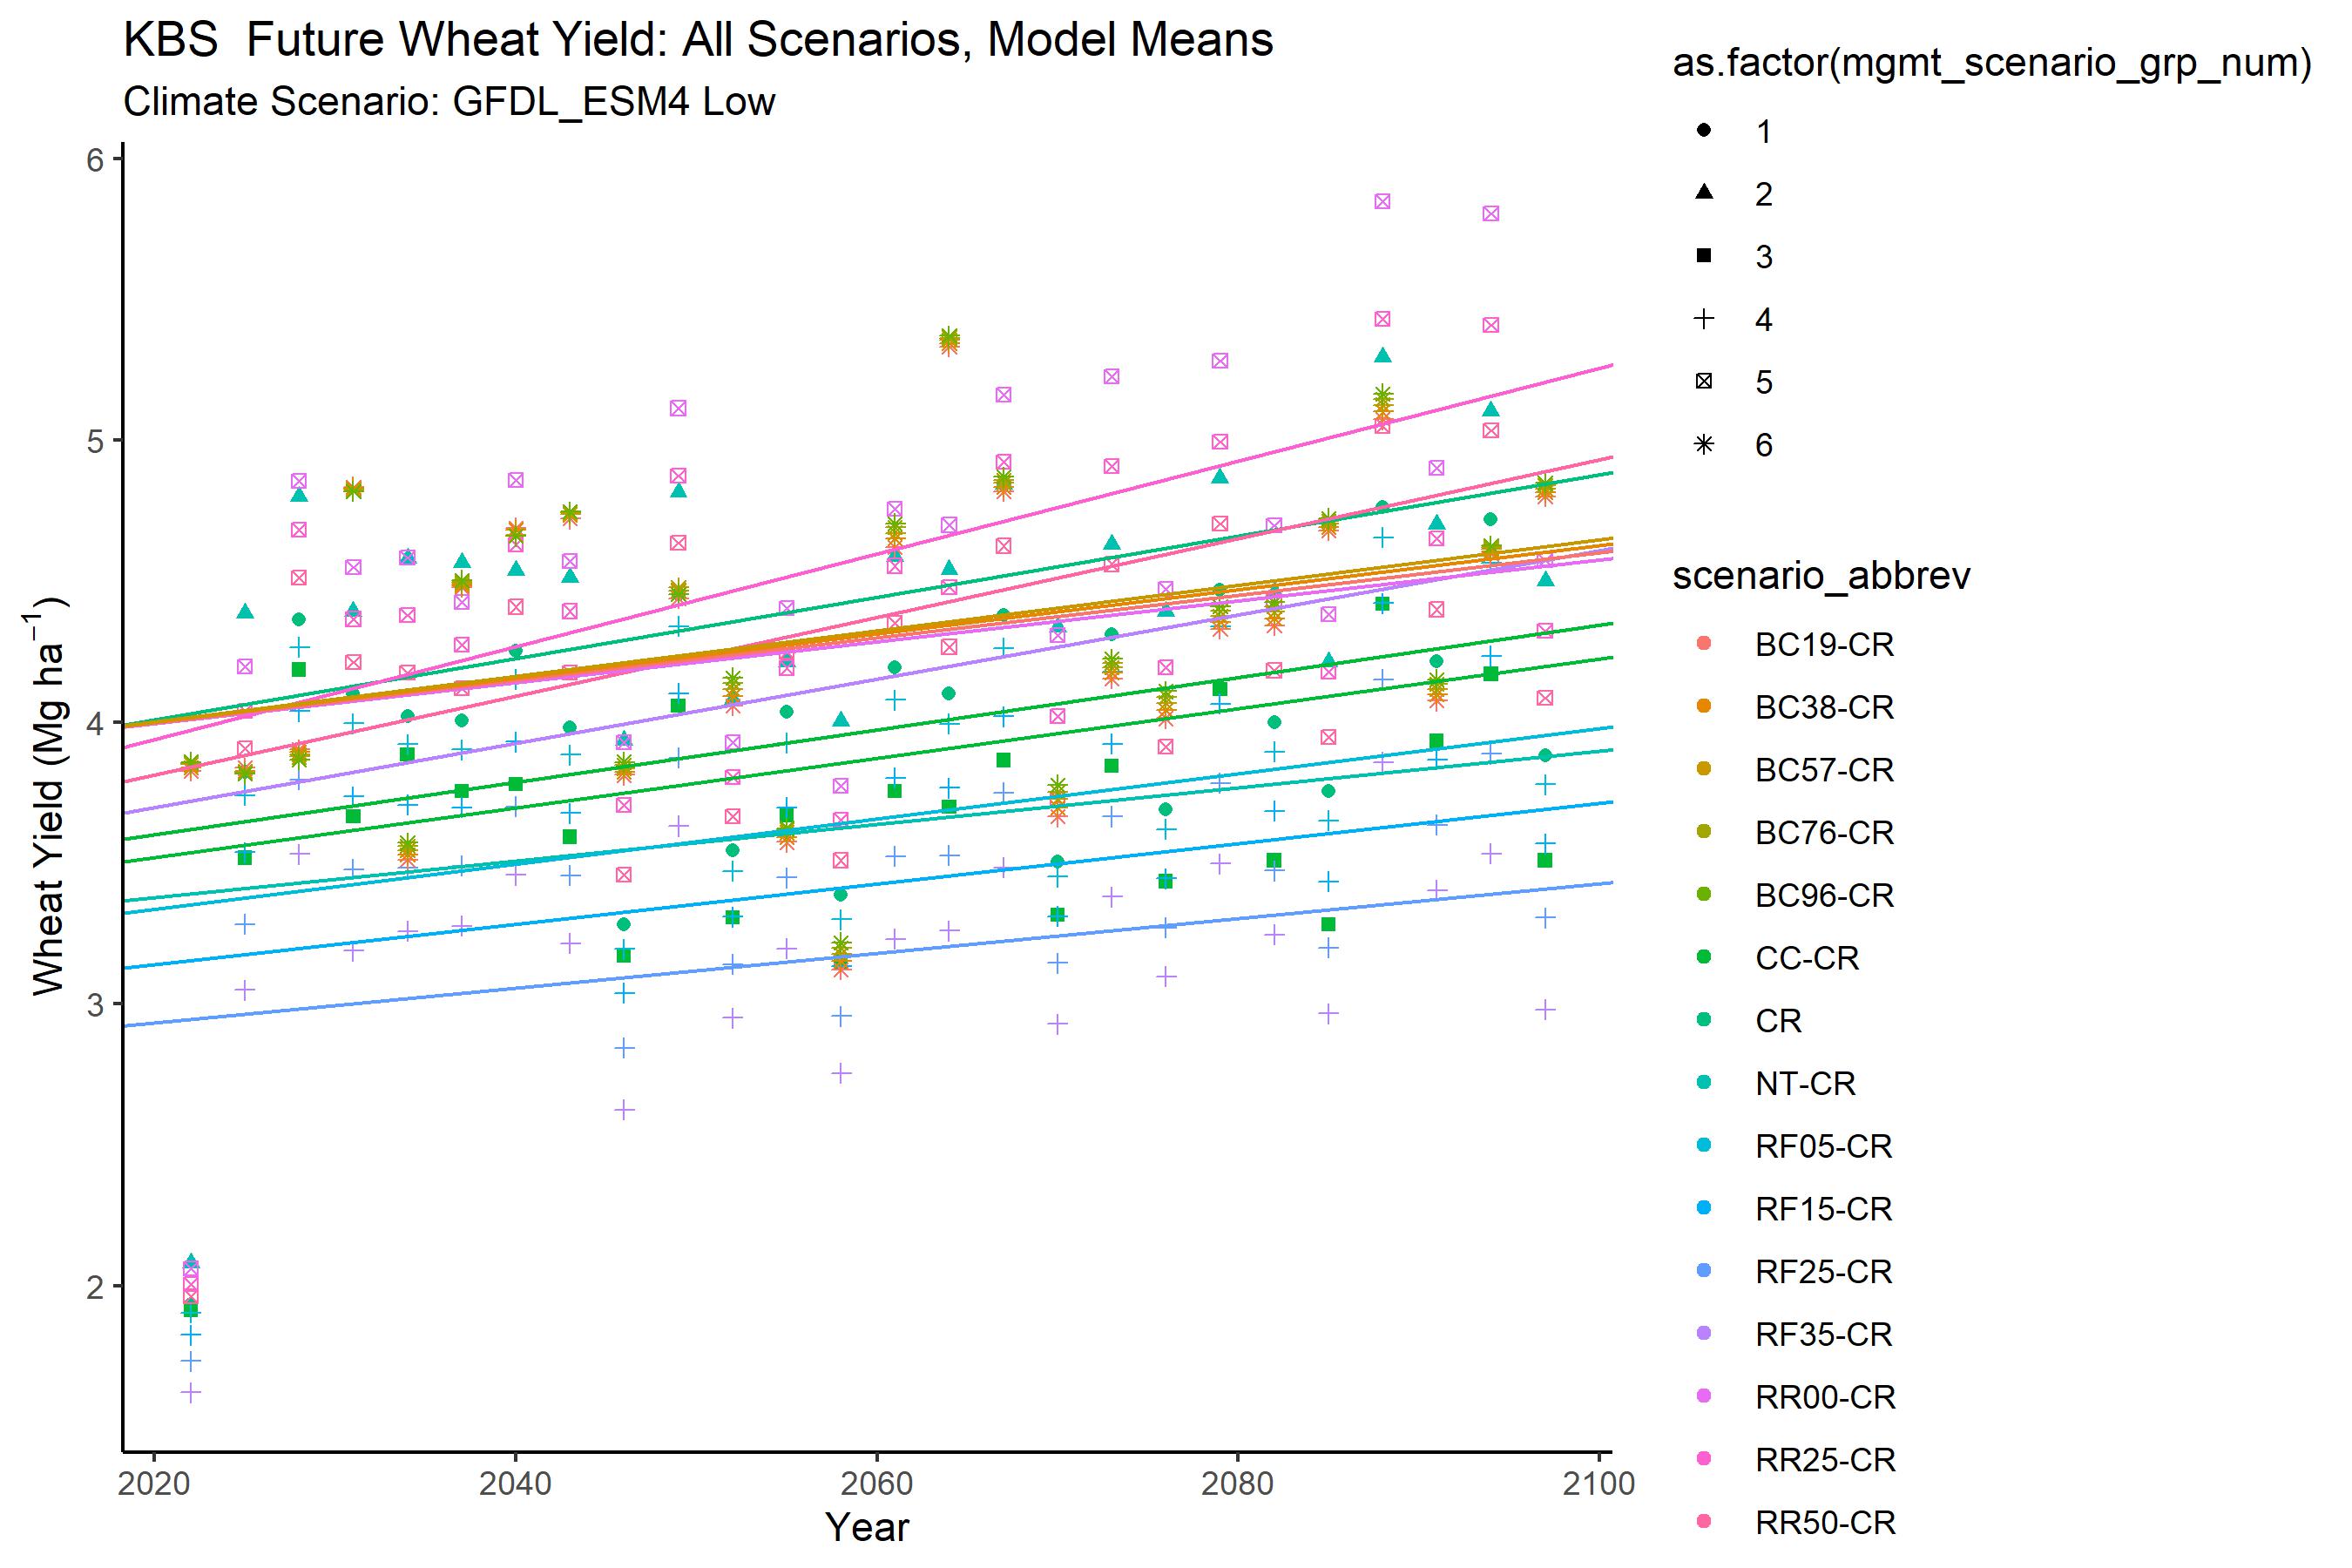 KBS  Future Wheat Yield: All Scenarios, Model Means
Climate Scenario: GFDL_ESM4 Low
Wheat Yield (Mg ha⁻¹)
6
5
4
3
2
2020
2040
2060
2080
2100
Year
as.factor(mgmt_scenario_grp_num)
1
2
3
4
5
6
scenario_abbrev
BC19-CR
BC38-CR
BC57-CR
BC76-CR
BC96-CR
CC-CR
CR
NT-CR
RF05-CR
RF15-CR
RF25-CR
RF35-CR
RR00-CR
RR25-CR
RR50-CR